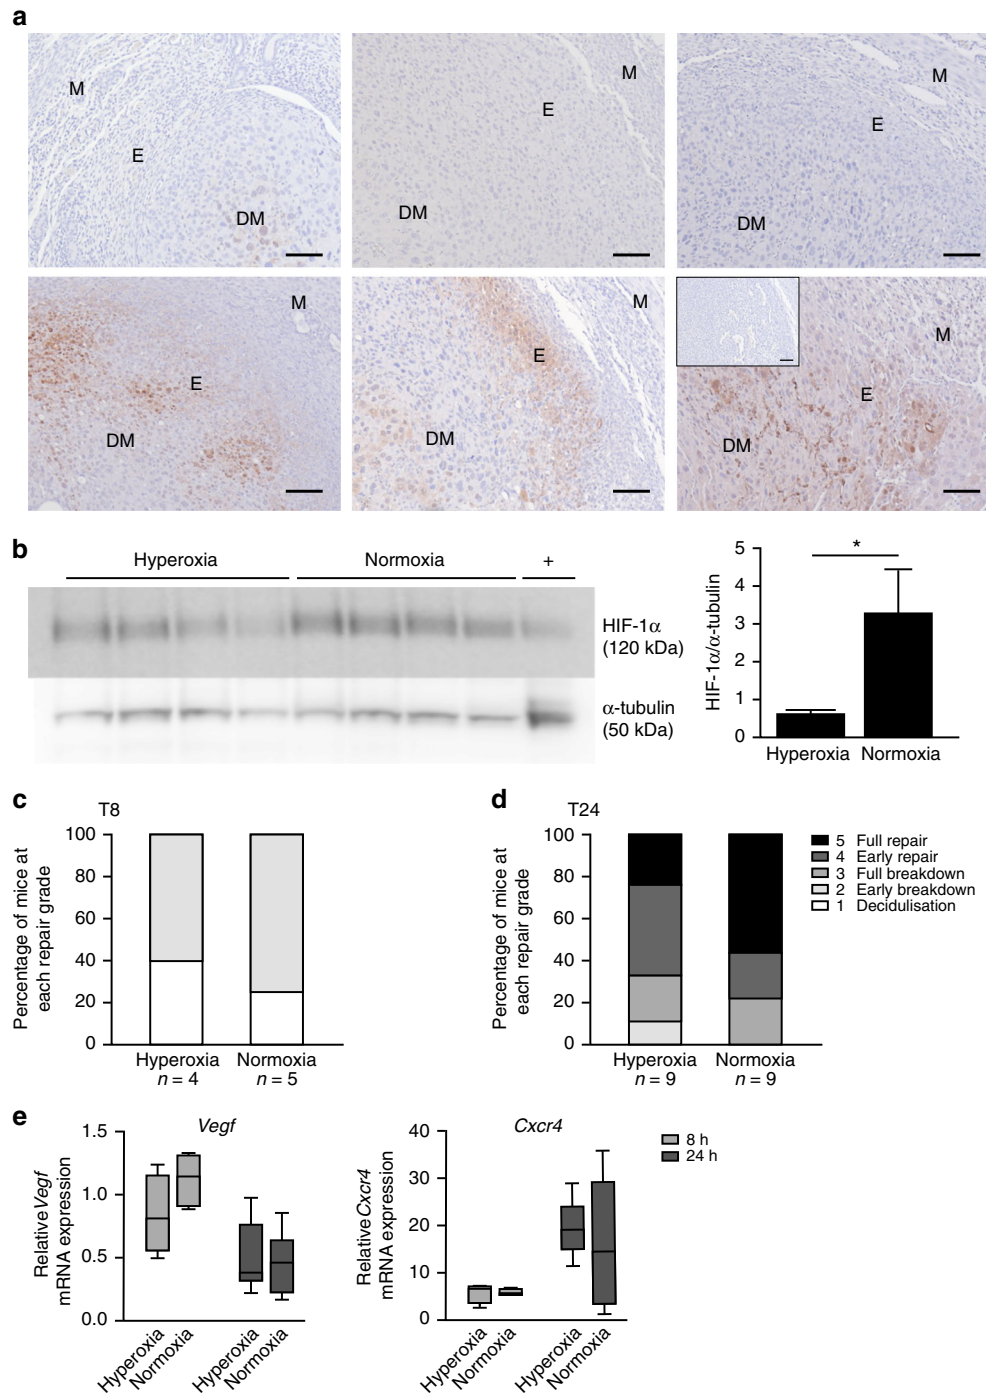 a
M
E
DM
M
E
DM
M
E
DM
M
E
DM
M
E
DM
M
E
DM
b
Hyperoxia
Normoxia
+
HIF-1α
(120 kDa)
α-tubulin
(50 kDa)
HIF-1α/α-tubulin
5
4
3
2
1
0
*
Hyperoxia
Normoxia
c
T8
Percentage of mice at
each repair grade
100
80
60
40
20
0
Hyperoxia
n = 4
Normoxia
n = 5
d
T24
Percentage of mice at
each repair grade
100
80
60
40
20
0
Hyperoxia
n = 9
Normoxia
n = 9
5 Full repair
4 Early repair
3 Full breakdown
2 Early breakdown
1 Decidulisation
e
Vegf
Relative Vegf
mRNA expression
1.5
1.0
0.5
0.0
Hyperoxia
Normoxia
Hyperoxia
Normoxia
Cxcr4
Relative Cxcr4
mRNA expression
40
30
20
10
0
Hyperoxia
Normoxia
Hyperoxia
Normoxia
8 h
24 h